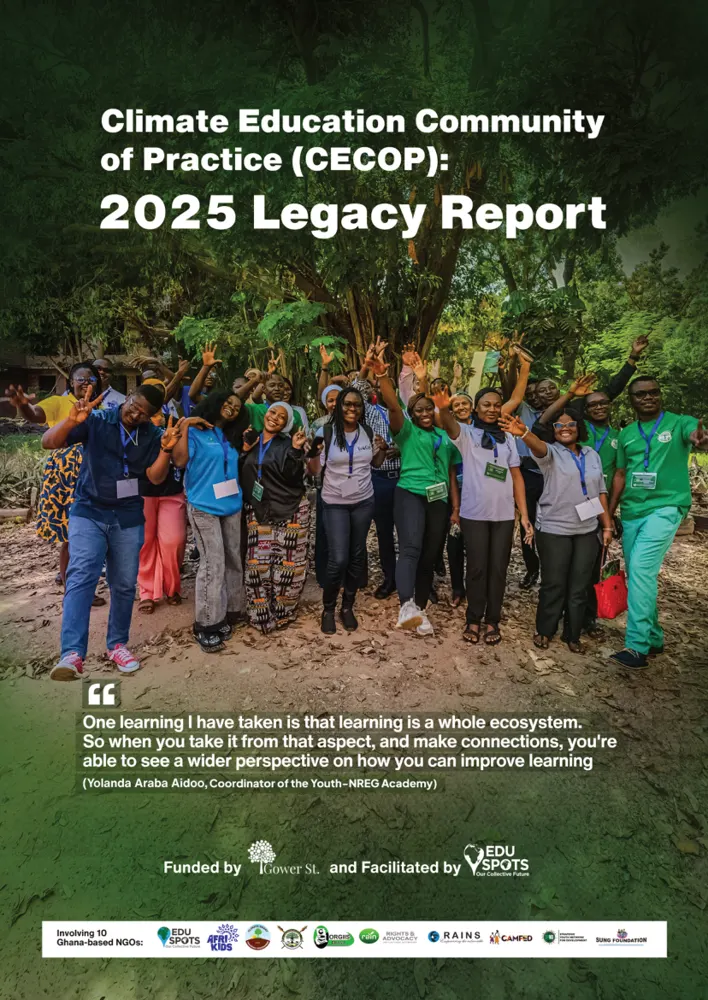 Climate Education Community
of Practice (CECOP):
2025 Legacy Report
One learning I have taken is that learning is a whole ecosystem.
So when you take it from that aspect, and make connections, you're
able to see a wider perspective on how you can improve learning
(Yolanda Araba Aidoo, Coordinator of the Youth-NREG Academy)
Funded by Gower St. and Facilitated by EDU SPOTS
Our Collective Future
Involving 10
Ghana-based NGOs:
EDU SPOTS
AFRI KIDS
rain
RIGHTS &
ADVOCACY
RAINS
CAMFED
SUNG FOUNDATION